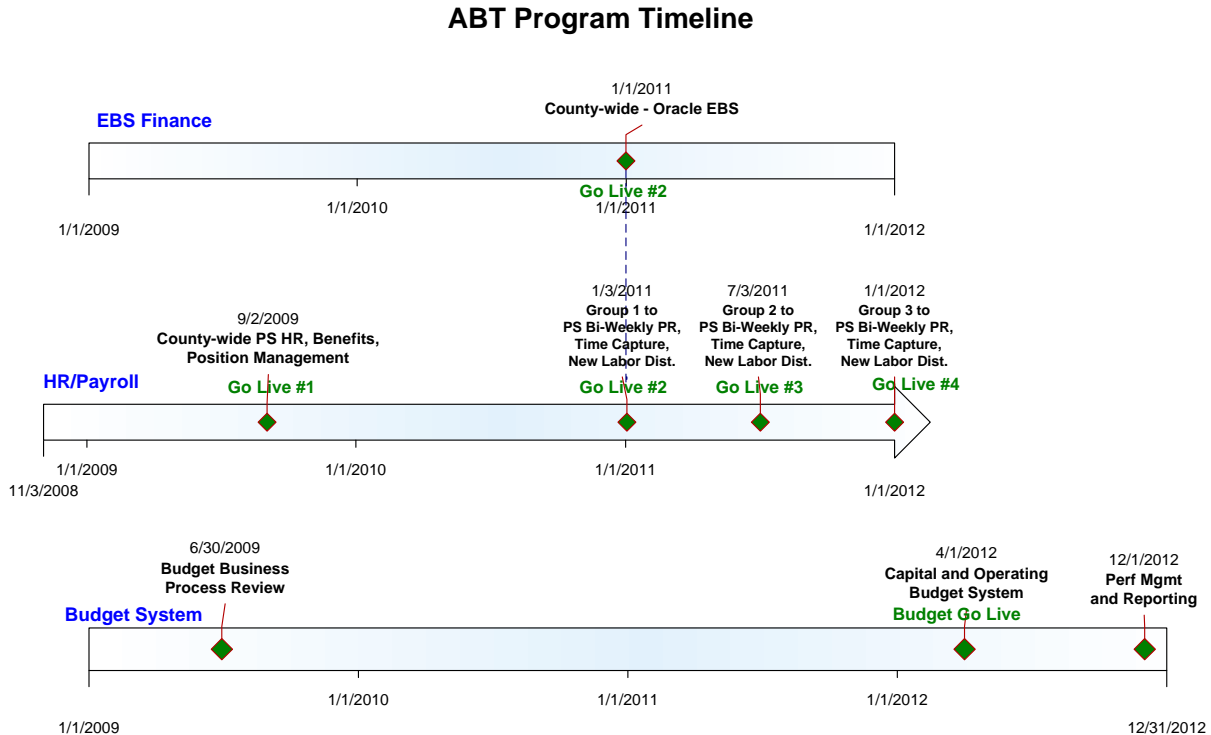 ABT Program Timeline
1/1/2011
County-wide - Oracle EBS
EBS Finance
Go Live #2
1/1/2010
1/1/2011
1/1/2009
1/1/2012
9/2/2009
County-wide PS HR, Benefits,
Position Management
1/3/2011
Group 1 to
PS Bi-Weekly PR,
Time Capture,
New Labor Dist.
7/3/2011
Group 2 to
PS Bi-Weekly PR,
Time Capture,
New Labor Dist.
1/1/2012
Group 3 to
PS Bi-Weekly PR,
Time Capture,
New Labor Dist.
HR/Payroll
Go Live #1
Go Live #2
Go Live #3
Go Live #4
1/1/2009
1/1/2010
1/1/2011
11/3/2008
1/1/2012
6/30/2009
Budget Business
Process Review
4/1/2012
Capital and Operating
Budget System
12/1/2012
Perf Mgmt
and Reporting
Budget System
Budget Go Live
1/1/2010
1/1/2011
1/1/2012
1/1/2009
12/31/2012